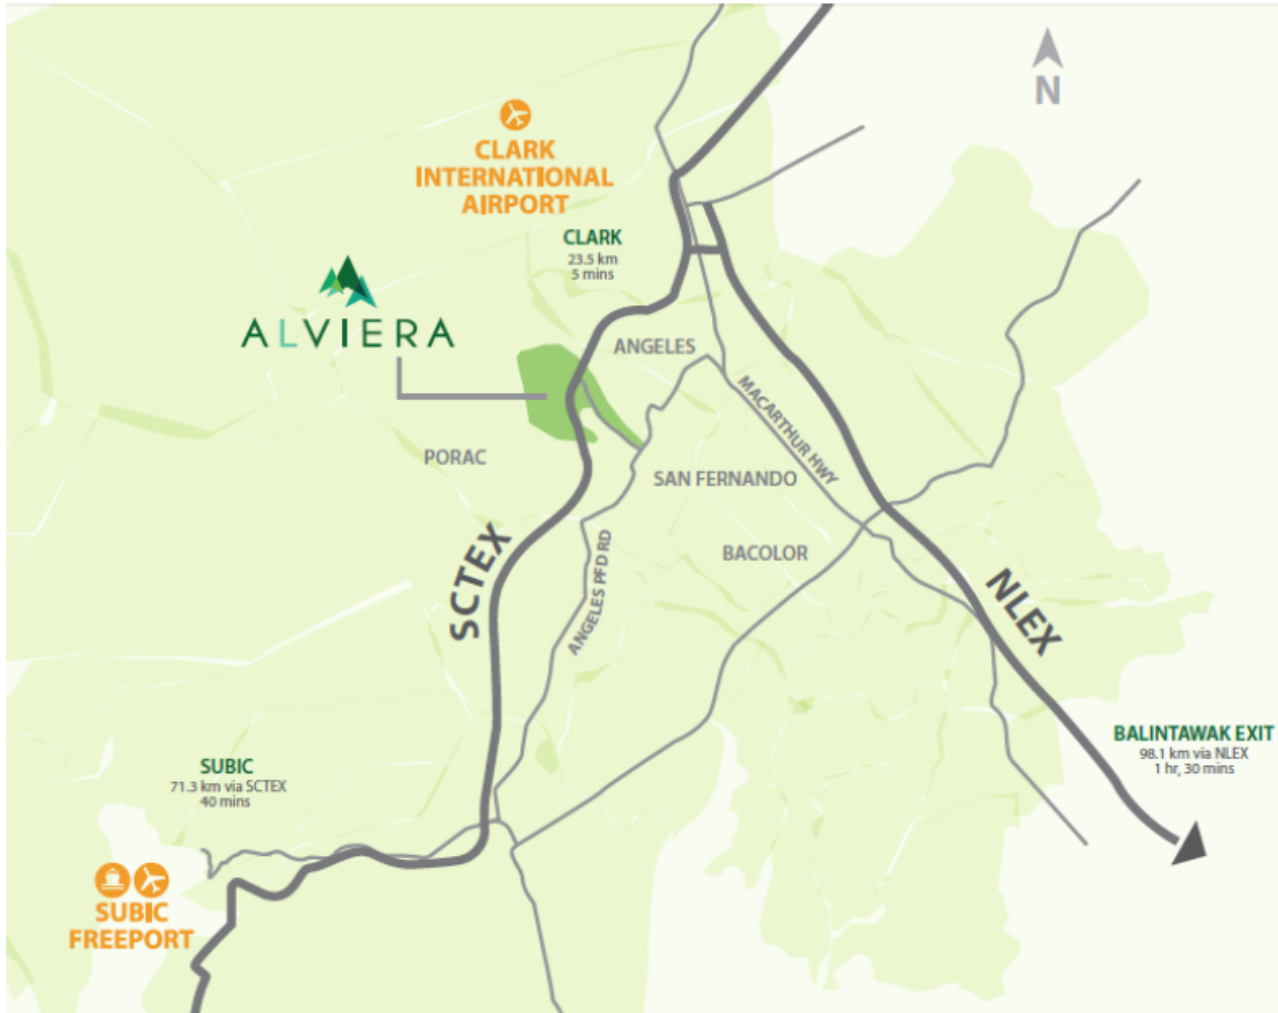 N
CLARK
INTERNATIONAL
AIRPORT
CLARK
23.5 km
5 mins
ALVIERA
ANGELES
MACARTHUR HWY
PORAC
SAN FERNANDO
SCTEX
ANGELES PFD RD
BACOLOR
NLEX
BALINTAWAK EXIT
98.1 km via NLEX
1 hr, 30 mins
SUBIC
71.3 km via SCTEX
40 mins
SUBIC
FREEPORT